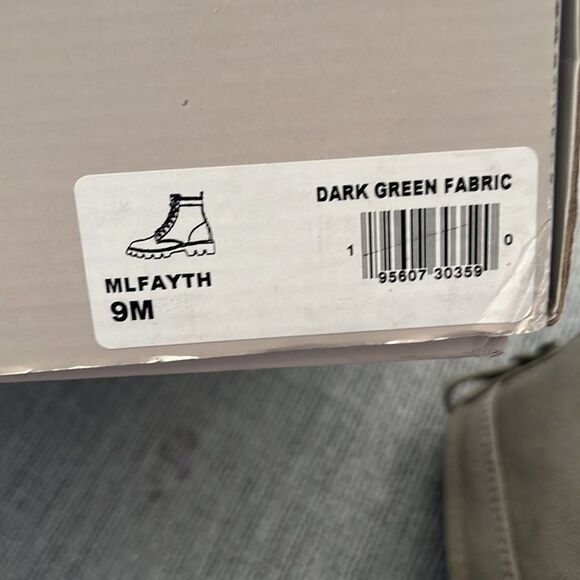 DARK GREEN FABRIC
1 95607 30359 0
MLFAYTH
9M